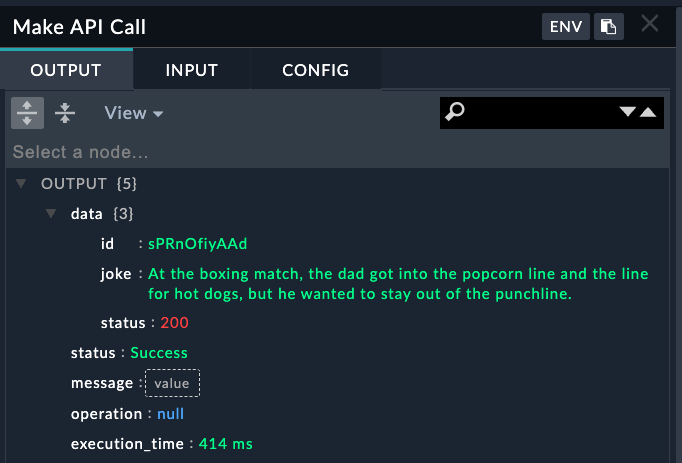 Make API Call
ENV
OUTPUT INPUT CONFIG
View
Select a node...
OUTPUT {5}
data {3}
id : sPRnOfiyAAd
joke : At the boxing match, the dad got into the popcorn line and the line
for hot dogs, but he wanted to stay out of the punchline.
status : 200
status : Success
message : value
operation : null
execution_time : 414 ms